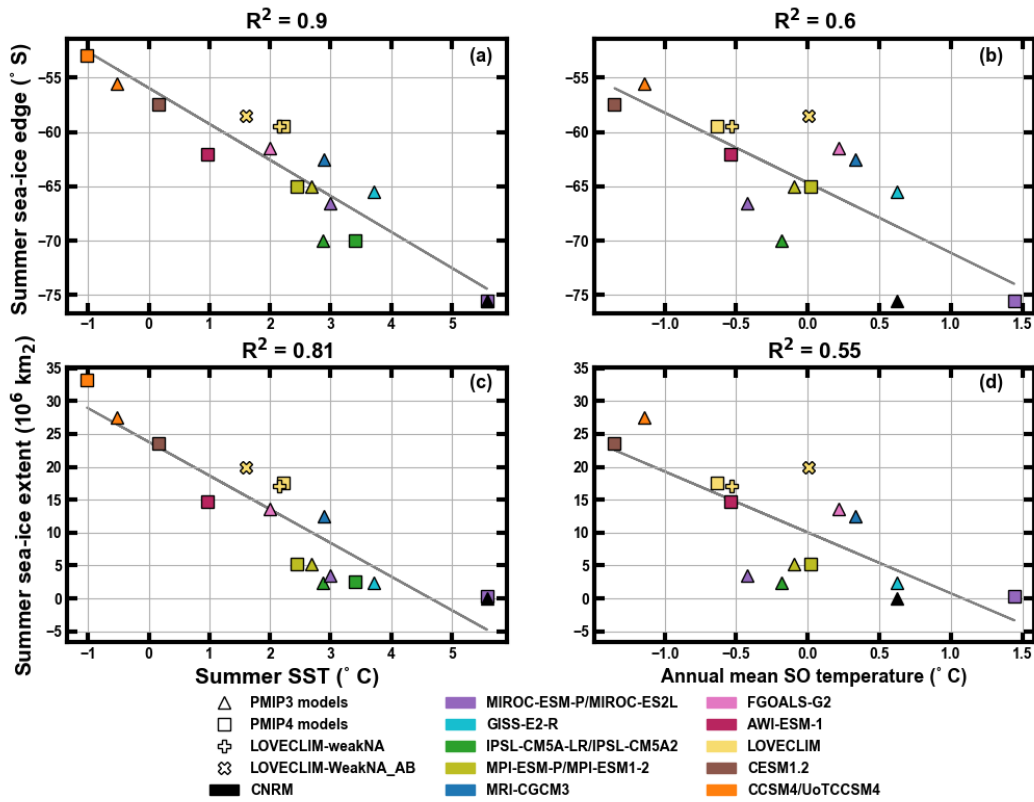 R² = 0.9
R² = 0.6
Summer sea-ice edge (° S)
(a)
(b)
−55
−60
−65
−70
−75
−55
−60
−65
−70
−75
−1 0 1 2 3 4 5
−1.0 −0.5 0.0 0.5 1.0 1.5
R² = 0.81
R² = 0.55
Summer sea-ice extent (10⁶ km₂)
(c)
(d)
35
30
25
20
15
10
5
0
−5
35
30
25
20
15
10
5
0
−5
−1 0 1 2 3 4 5
−1.0 −0.5 0.0 0.5 1.0 1.5
Summer SST (° C)
Annual mean SO temperature (° C)
PMIP3 models
PMIP4 models
LOVECLIM-weakNA
LOVECLIM-WeakNA_AB
CNRM
MIROC-ESM-P/MIROC-ES2L
GISS-E2-R
IPSL-CM5A-LR/IPSL-CM5A2
MPI-ESM-P/MPI-ESM1-2
MRI-CGCM3
FGOALS-G2
AWI-ESM-1
LOVECLIM
CESM1.2
CCSM4/UoTCCSM4